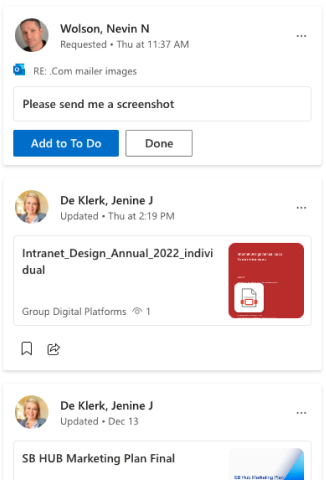 Wolson, Nevin N
Requested • Thu at 11:37 AM
RE: .Com mailer images
Please send me a screenshot
Add to To Do
Done
De Klerk, Jenine J
Updated • Thu at 2:19 PM
Intranet_Design_Annual_2022_indivi
dual
Group Digital Platforms 1
De Klerk, Jenine J
Updated • Dec 13
SB HUB Marketing Plan Final
SB Hub Marketing Plan